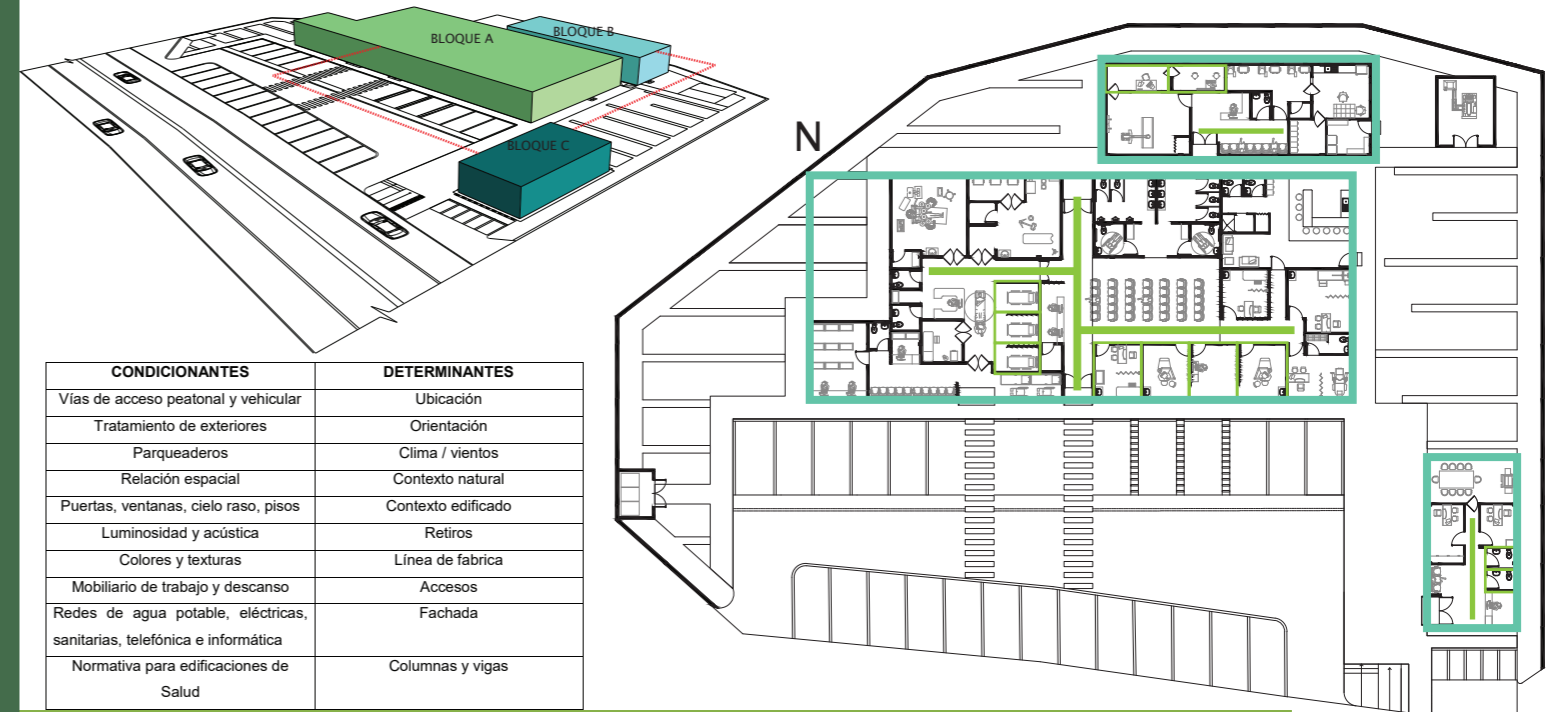 BLOQUE A
BLOQUE B
BLOQUE C
N
CONDICIONANTES DETERMINANTES
Vías de acceso peatonal y vehicular Ubicación
Tratamiento de exteriores Orientación
Parqueaderos Clima / vientos
Relación espacial Contexto natural
Puertas, ventanas, cielo raso, pisos Contexto edificado
Luminosidad y acústica Retiros
Colores y texturas Línea de fabrica
Mobiliario de trabajo y descanso Accesos
Redes de agua potable, eléctricas, Fachada
sanitarias, telefónica e informática
Normativa para edificaciones de Columnas y vigas
Salud